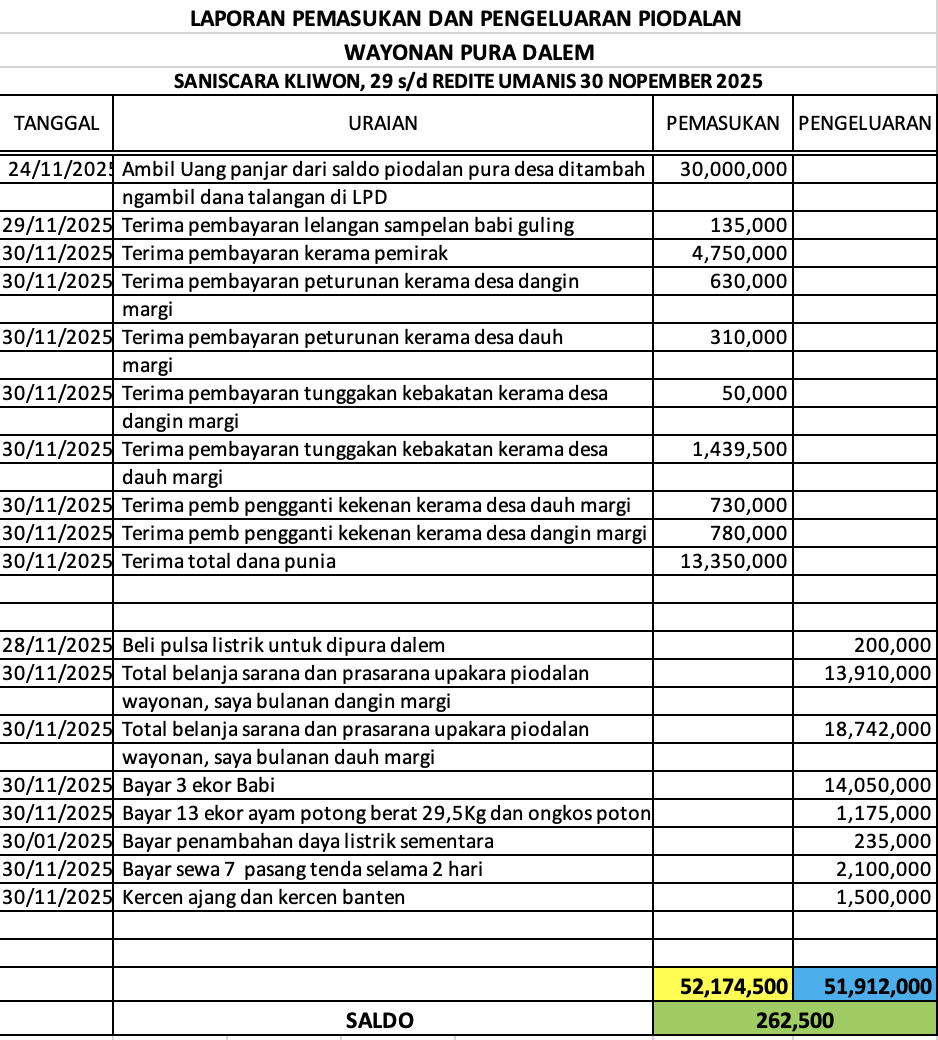 LAPORAN PEMASUKAN DAN PENGELUARAN PIODALAN
WAYONAN PURA DALEM
SANISCARA KLIWON, 29 s/d REDITE UMANIS 30 NOPEMBER 2025
TANGGAL URAIAN PEMASUKAN PENGELUARAN
24/11/2025 Ambil Uang panjar dari saldo piodalan pura desa ditambah 30,000,000
ngambil dana talangan di LPD
29/11/2025 Terima pembayaran lelangan sampelan babi guling 135,000
30/11/2025 Terima pembayaran kerama pemirak 4,750,000
30/11/2025 Terima pembayaran peturunan kerama desa dangin 630,000
margi
30/11/2025 Terima pembayaran peturunan kerama desa dauh 310,000
margi
30/11/2025 Terima pembayaran tunggakan kebakatan kerama desa 50,000
dangin margi
30/11/2025 Terima pembayaran tunggakan kebakatan kerama desa 1,439,500
dauh margi
30/11/2025 Terima pemb pengganti kekenan kerama desa dauh margi 730,000
30/11/2025 Terima pemb pengganti kekenan kerama desa dangin margi 780,000
30/11/2025 Terima total dana punia 13,350,000
28/11/2025 Beli pulsa listrik untuk dipura dalem 200,000
30/11/2025 Total belanja sarana dan prasarana upakara piodalan 13,910,000
wayonan, saya bulanan dangin margi
30/11/2025 Total belanja sarana dan prasarana upakara piodalan 18,742,000
wayonan, saya bulanan dauh margi
30/11/2025 Bayar 3 ekor Babi 14,050,000
30/11/2025 Bayar 13 ekor ayam potong berat 29,5Kg dan ongkos poton 1,175,000
30/01/2025 Bayar penambahan daya listrik sementara 235,000
30/11/2025 Bayar sewa 7 pasang tenda selama 2 hari 2,100,000
30/11/2025 Kercen ajang dan kercen banten 1,500,000
52,174,500 51,912,000
SALDO 262,500